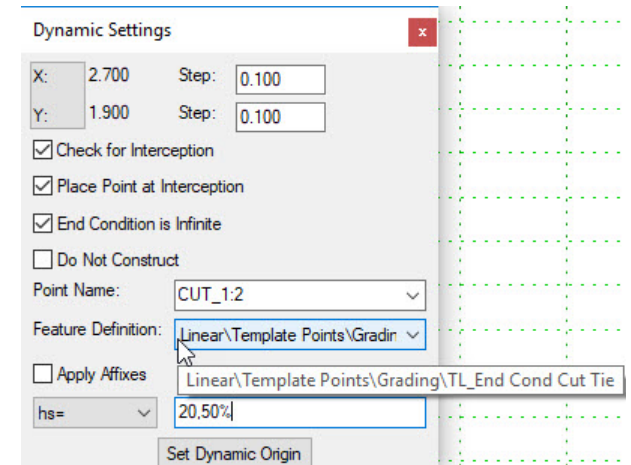 Dynamic Settings x
X: 2.700 Step: 0.100
Y: 1.900 Step: 0.100
Check for Interception
Place Point at Interception
End Condition is Infinite
Do Not Construct
Point Name: CUT_1:2
Feature Definition: Linear\Template Points\Gradin
Apply Affixes
Linear\Template Points\Grading\TL_End Cond Cut Tie
hs= 20,50%
Set Dynamic Origin